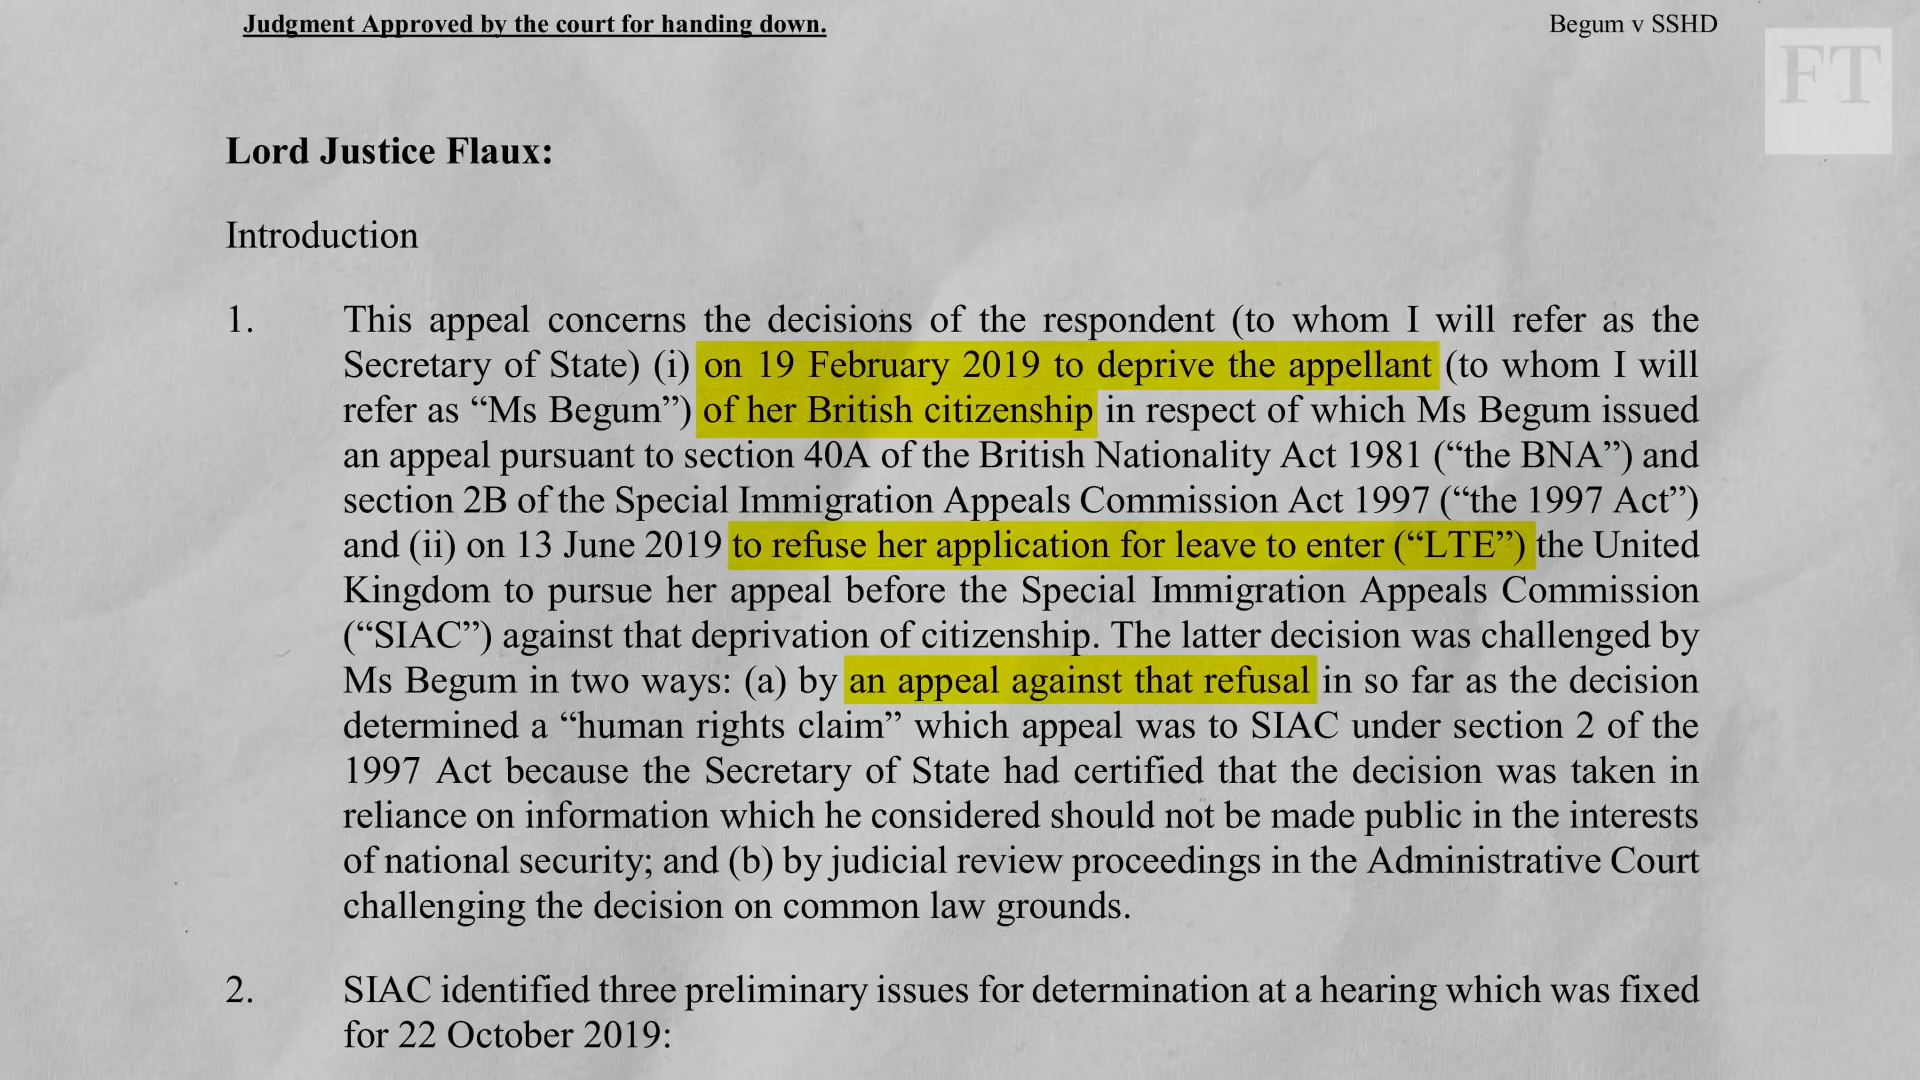 Judgment Approved by the court for handing down.
Begum v SSHD
FT
Lord Justice Flaux:
Introduction
1. This appeal concerns the decisions of the respondent (to whom I will refer as the
Secretary of State) (i) on 19 February 2019 to deprive the appellant (to whom I will
refer as “Ms Begum”) of her British citizenship in respect of which Ms Begum issued
an appeal pursuant to section 40A of the British Nationality Act 1981 (“the BNA”) and
section 2B of the Special Immigration Appeals Commission Act 1997 (“the 1997 Act”)
and (ii) on 13 June 2019 to refuse her application for leave to enter (“LTE”) the United
Kingdom to pursue her appeal before the Special Immigration Appeals Commission
(“SIAC”) against that deprivation of citizenship. The latter decision was challenged by
Ms Begum in two ways: (a) by an appeal against that refusal in so far as the decision
determined a “human rights claim” which appeal was to SIAC under section 2 of the
1997 Act because the Secretary of State had certified that the decision was taken in
reliance on information which he considered should not be made public in the interests
of national security; and (b) by judicial review proceedings in the Administrative Court
challenging the decision on common law grounds.
2. SIAC identified three preliminary issues for determination at a hearing which was fixed
for 22 October 2019: